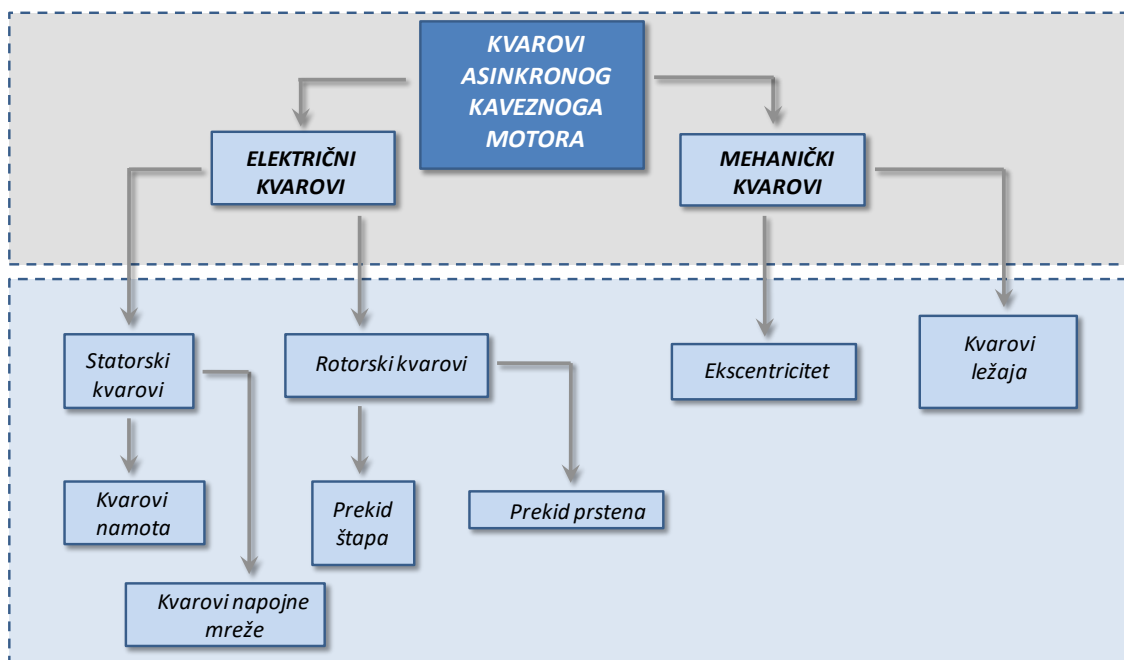 KVAROVI
ASINKRONOG
KAVEZNOGA
MOTORA
ELEKTRIČNI
KVAROVI
MEHANIČKI
KVAROVI
Statorski
kvarovi
Rotorski kvarovi
Ekscentricitet
Kvarovi
ležaja
Kvarovi
namota
Prekid
štapa
Prekid prstena
Kvarovi napojne
mreže